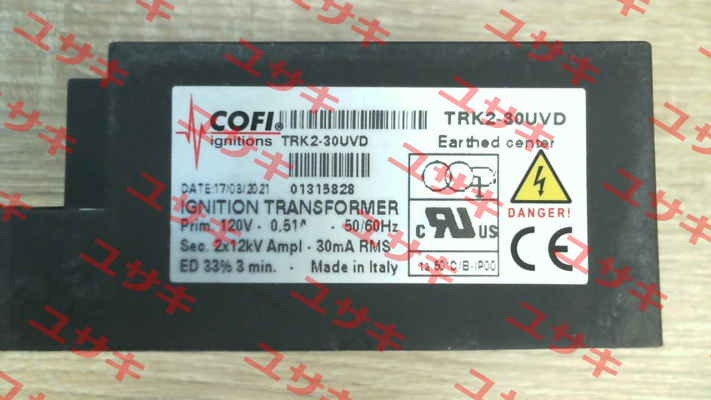 COFI®
ignitions TRK2-30UVD
TRK2-30UVD
Earthed center
DATE:17/03/2021 01315828
IGNITION TRANSFORMER
Prim. 120V - 0,51A - 50/60Hz
Sec. 2x12kV Ampl - 30mA RMS
ED 33% 3 min. - Made in Italy
C RU US
DANGER!
CE
ユサキ